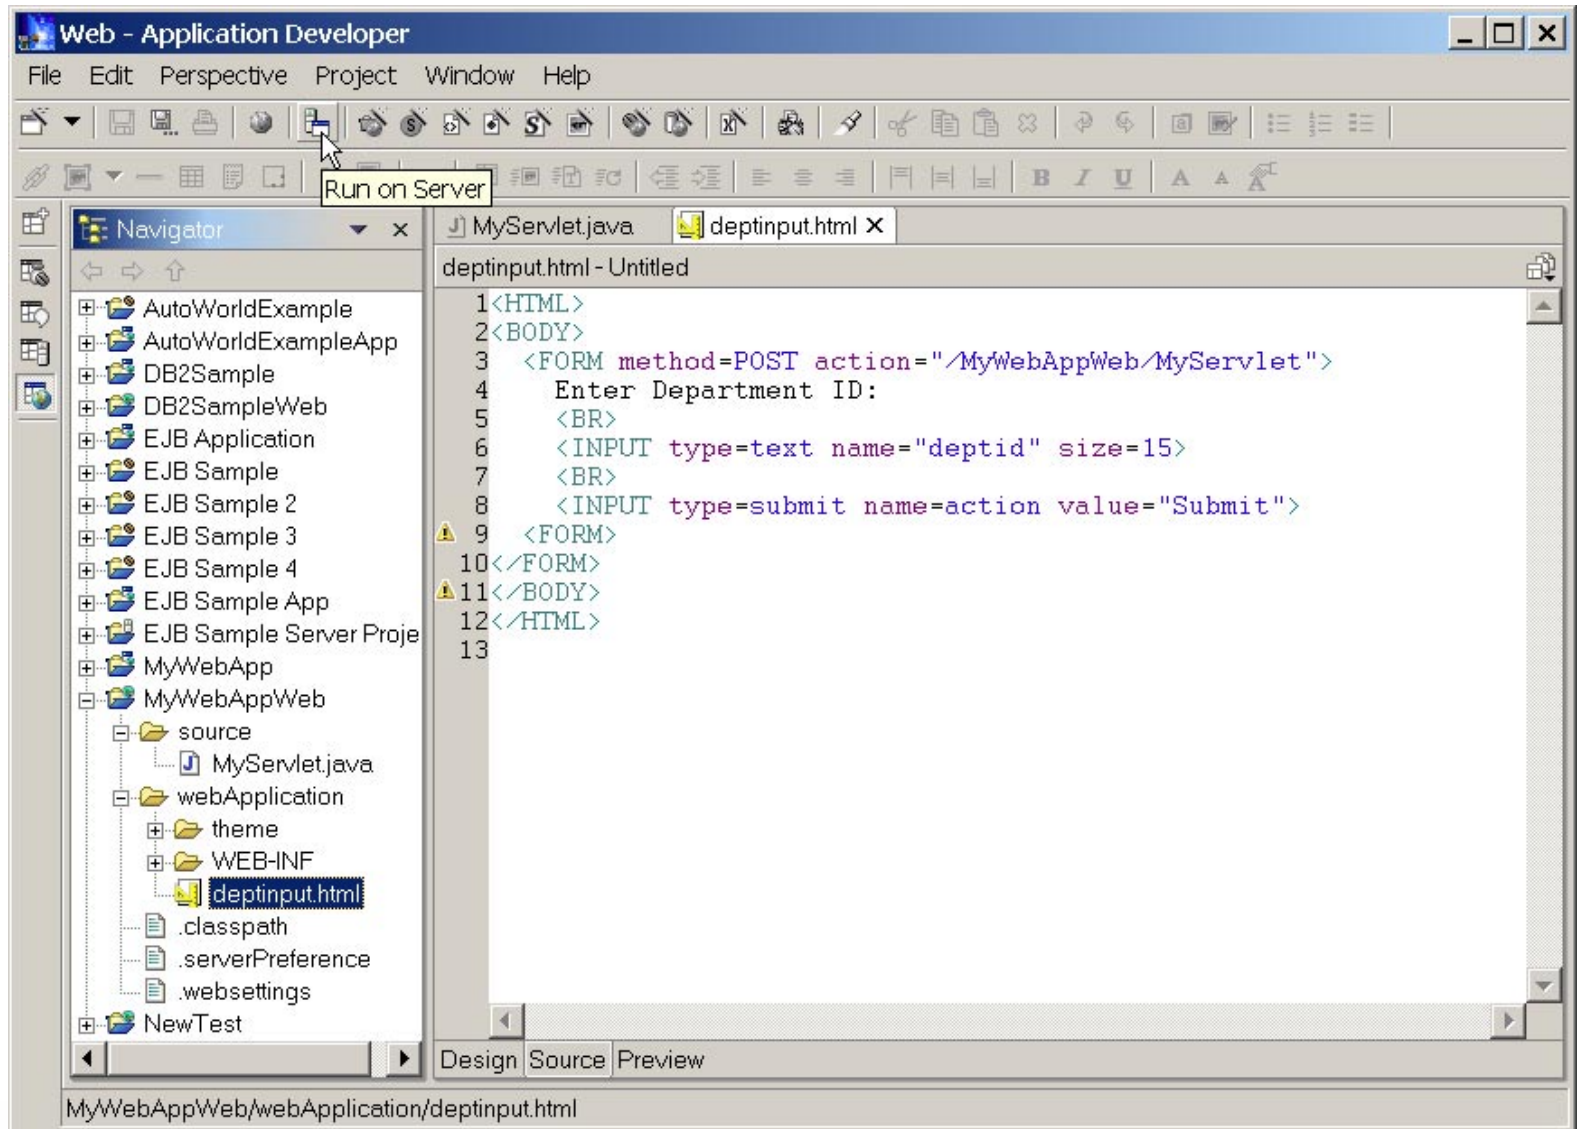 Web - Application Developer
File Edit Perspective Project Window Help
Run on Server
Navigator
MyServlet.java deptinput.html
deptinput.html - Untitled
AutoWorldExample
AutoWorldExampleApp
DB2Sample
DB2SampleWeb
EJB Application
EJB Sample
EJB Sample 2
EJB Sample 3
EJB Sample 4
EJB Sample App
EJB Sample Server Proje
MyWebApp
MyWebAppWeb
source
MyServlet.java
webApplication
theme
WEB-INF
deptinput.html
.classpath
.serverPreference
.websettings
NewTest
1<HTML>
2<BODY>
3 <FORM method=POST action="/MyWebAppWeb/MyServlet">
4 Enter Department ID:
5 <BR>
6 <INPUT type=text name="deptid" size=15>
7 <BR>
8 <INPUT type=submit name=action value="Submit">
9 <FORM>
10</FORM>
11</BODY>
12</HTML>
13
Design Source Preview
MyWebAppWeb/webApplication/deptinput.html